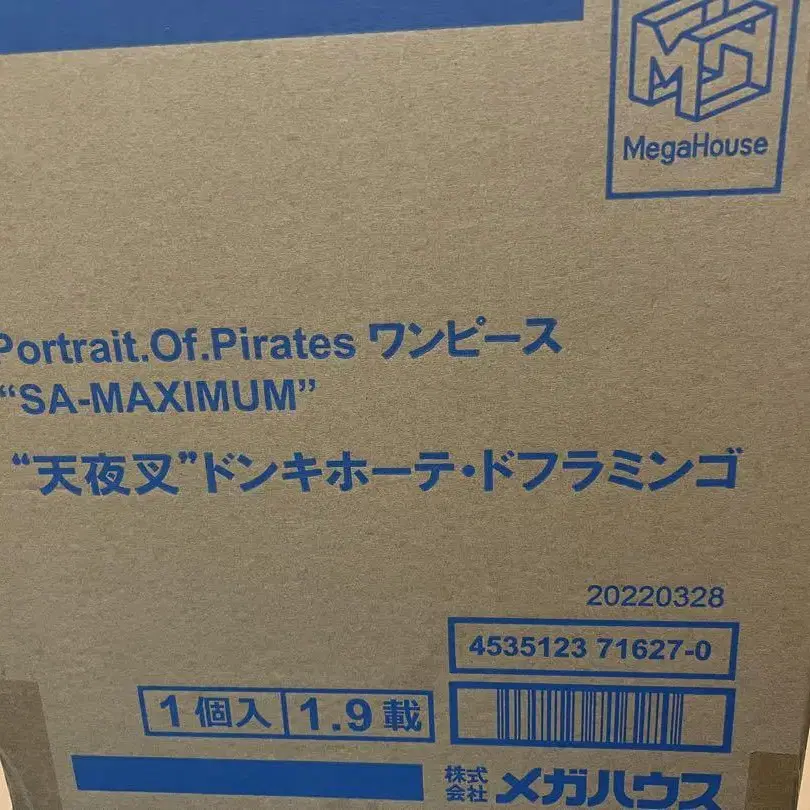 MegaHouse
Portrait.Of.Pirates ワンピース
“SA-MAXIMUM”
“天夜叉”ドンキホーテ・ドフラミンゴ
20220328
4535123 71627-0
1個入 1.9載
株式会社 メガハウス